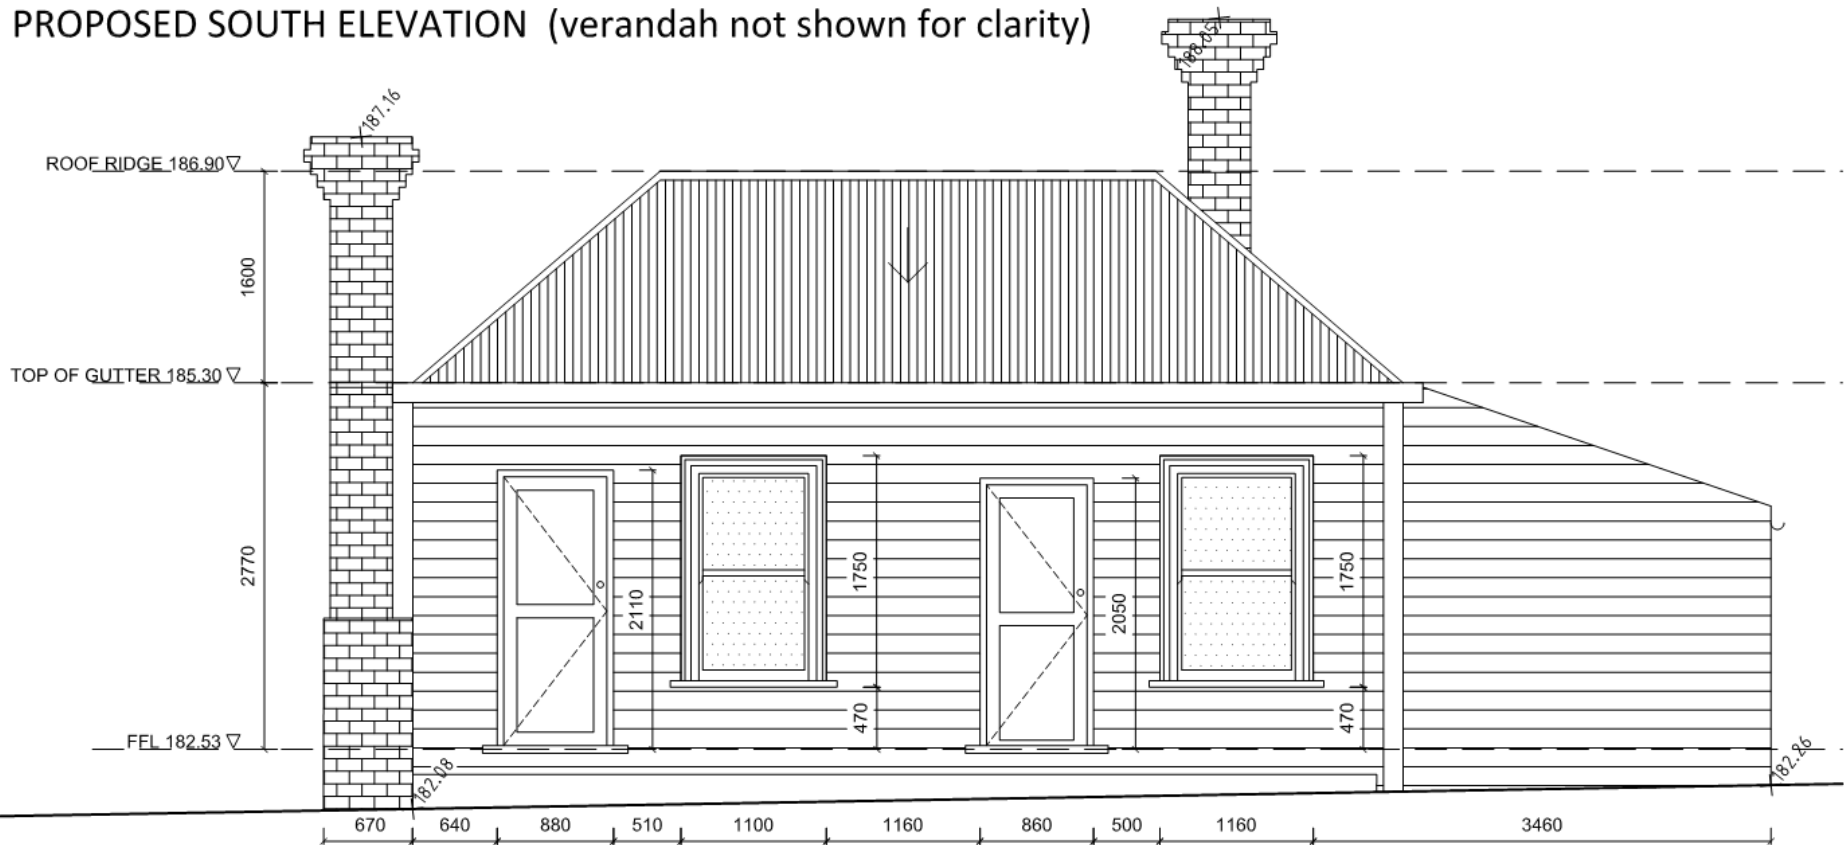 PROPOSED SOUTH ELEVATION (verandah not shown for clarity)
188.05
187.16
ROOF RIDGE 186.90
1600
TOP OF GUTTER 185.30
2770
2110
1750
470
2050
1750
470
FFL 182.53
182.08
182.26
670 640 880 510 1100 1160 860 500 1160 3460